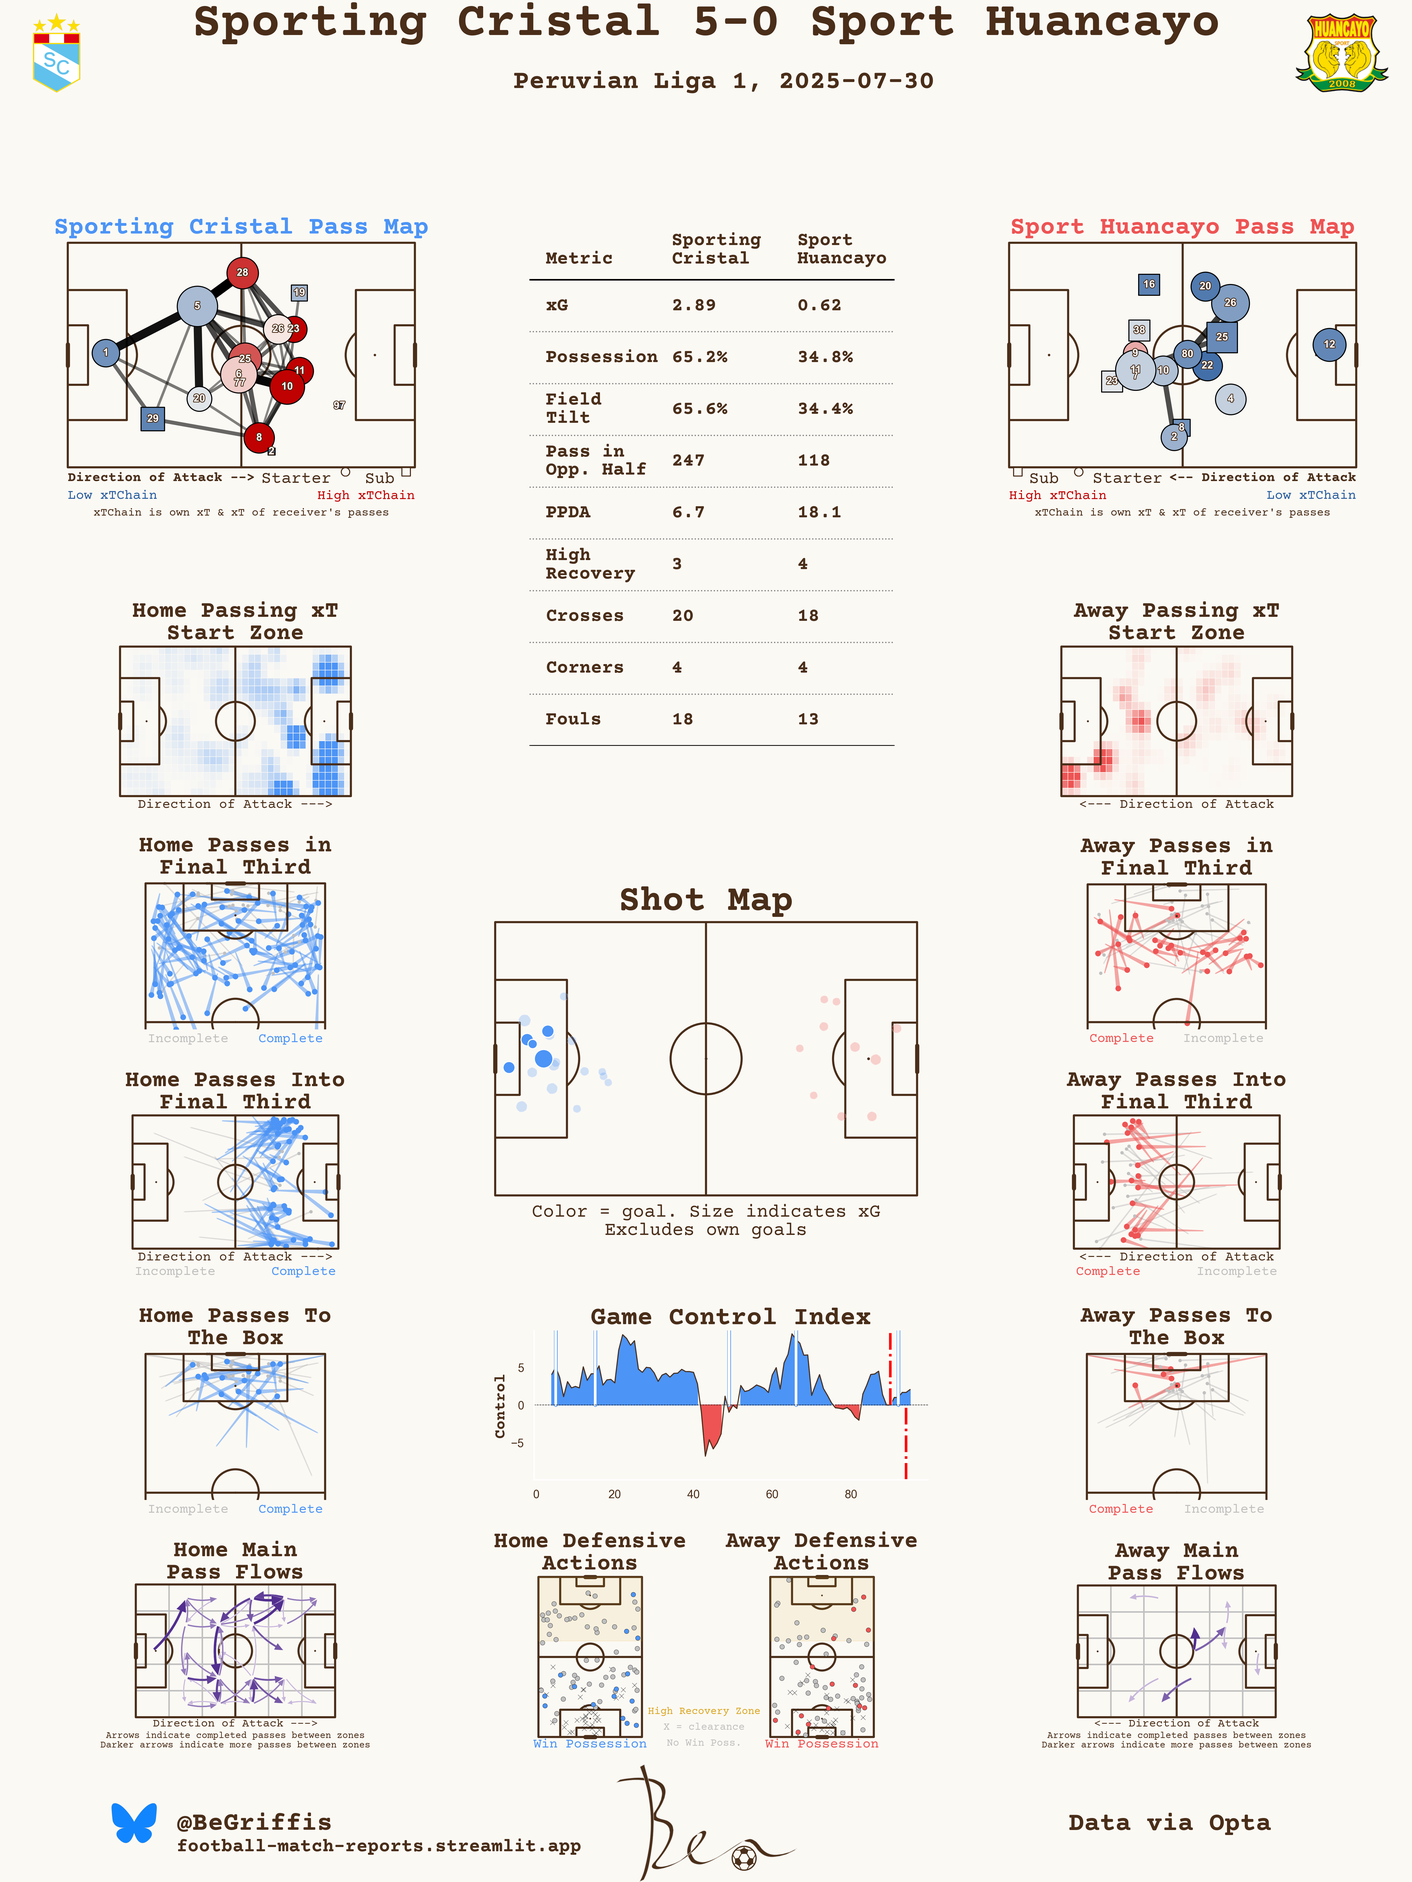 Sporting Cristal 5-0 Sport Huancayo
Peruvian Liga 1, 2025-07-30
SC
HUANCAYO
SPORT
2008
Sporting Cristal Pass Map
28
19
5
26
23
1
25
11
6
77
10
20
97
29
8
2
Direction of Attack --> Starter Sub
Low xTChain High xTChain
xTChain is own xT & xT of receiver's passes
Metric Sporting Cristal Sport Huancayo
xG 2.89 0.62
Possession 65.2% 34.8%
Field Tilt 65.6% 34.4%
Pass in Opp. Half 247 118
PPDA 6.7 18.1
High Recovery 3 4
Crosses 20 18
Corners 4 4
Fouls 18 13
Sport Huancayo Pass Map
16
20
26
38
25
12
9
80
11
10
22
7
23
4
8
2
Sub Starter <-- Direction of Attack
High xTChain Low xTChain
xTChain is own xT & xT of receiver's passes
Home Passing xT
Start Zone
Direction of Attack --->
Away Passing xT
Start Zone
<--- Direction of Attack
Home Passes in
Final Third
Incomplete Complete
Away Passes in
Final Third
Complete Incomplete
Shot Map
Color = goal. Size indicates xG
Excludes own goals
Home Passes Into
Final Third
Direction of Attack --->
Incomplete Complete
Away Passes Into
Final Third
<--- Direction of Attack
Complete Incomplete
Home Passes To
The Box
Incomplete Complete
Game Control Index
Control
5
0
−5
0 20 40 60 80
Away Passes To
The Box
Complete Incomplete
Home Main
Pass Flows
Direction of Attack --->
Arrows indicate completed passes between zones
Darker arrows indicate more passes between zones
Home Defensive
Actions
Win Possession
High Recovery Zone
X = clearance
No Win Poss.
Away Defensive
Actions
Win Possession
Away Main
Pass Flows
<--- Direction of Attack
Arrows indicate completed passes between zones
Darker arrows indicate more passes between zones
@BeGriffis
football-match-reports.streamlit.app
Ben
Data via Opta